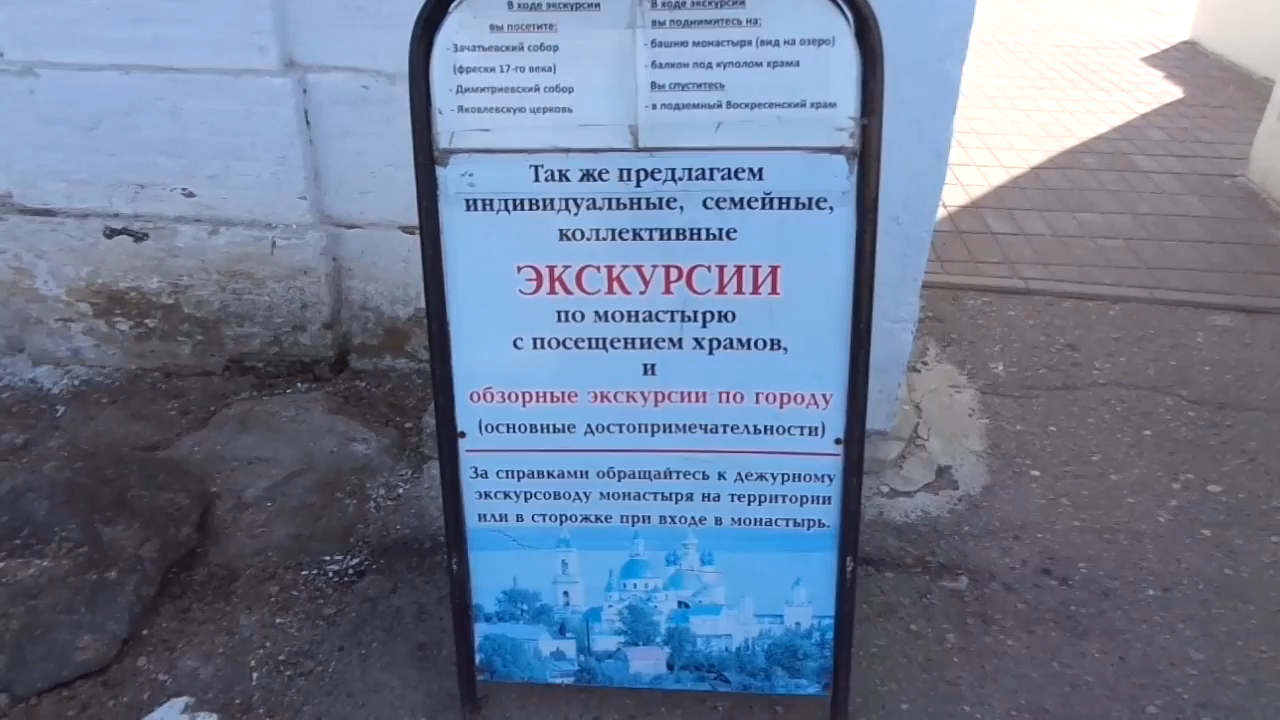 В ходе экскурсии
вы посетите:
- Зачатьевский собор
(фрески 17-го века)
- Димитриевский собор
- Яковлевскую церковь
В ходе экскурсии
вы поднимитесь на:
- башню монастыря (вид на озеро)
- балкон под куполом храма
Вы спуститесь
- в подземный Воскресенский храм
Так же предлагаем
индивидуальные, семейные,
коллективные
ЭКСКУРСИИ
по монастырю
с посещением храмов,
и
обзорные экскурсии по городу
(основные достопримечательности)
За справками обращайтесь к дежурному
экскурсоводу монастыря на территории
или в сторожке при входе в монастырь.